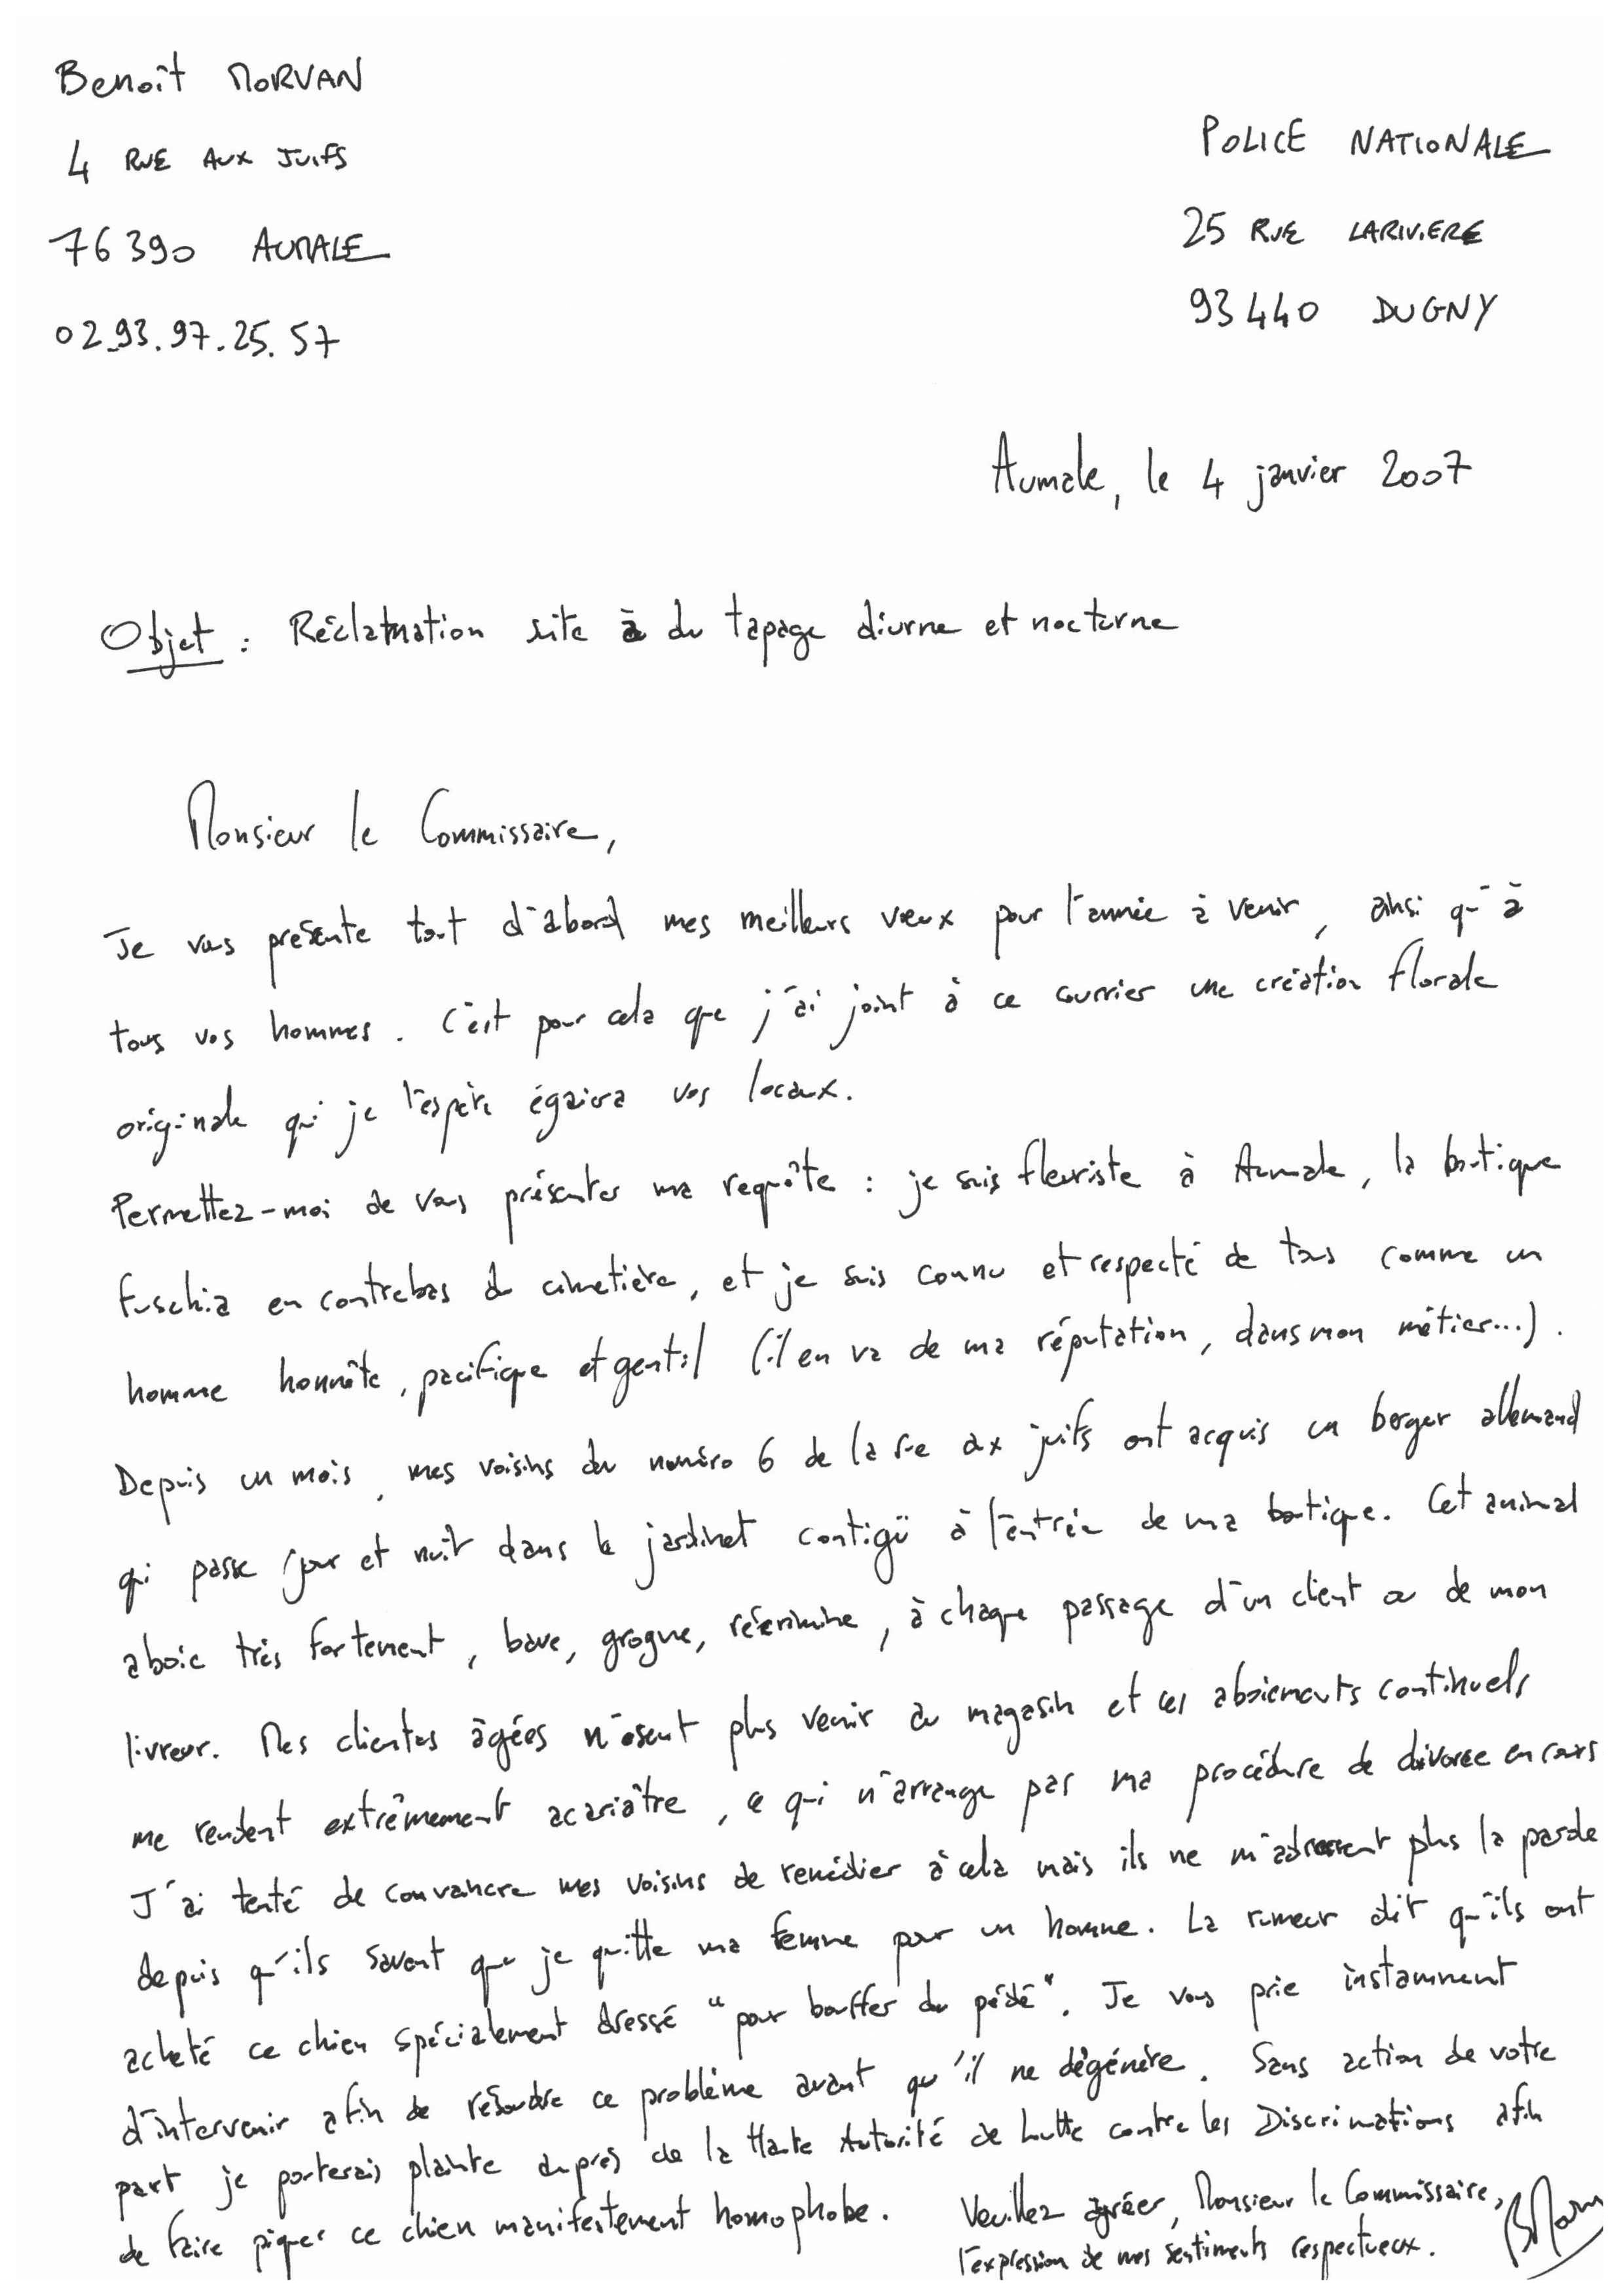 Benoît MORVAN
4 RUE AUX JUIFS
76390 AUMALE
02.93.97.25.57
POLICE NATIONALE
25 RUE LARIVIERE
93440 DUGNY
Aumale, le 4 janvier 2007
Objet : Réclamation suite à du tapage diurne et nocturne
Monsieur le Commissaire,
Je vous présente tout d'abord mes meilleurs vœux pour l'année à venir, ainsi qu'à
tous vos hommes. C'est pour cela que j'ai joint à ce courrier une création florale
originale qui je l'espère égaiera vos locaux.
Permettez-moi de vous présenter ma requête : je suis fleuriste à Aumale, la boutique
fuschia en contrebas du cimetière, et je suis connu et respecté de tous comme un
homme honnête, pacifique et gentil (il en va de ma réputation, dans mon métier...).
Depuis un mois, mes voisins du numéro 6 de la rue aux juifs ont acquis un berger allemand
qui passe jour et nuit dans le jardinet contigü à l'entrée de ma boutique. Cet animal
aboie très fortement, bave, grogne, récrimine, à chaque passage d'un client ou de mon
livreur. Mes clientes âgées n'osent plus venir au magasin et ces aboiements continuels
me rendent extrêmement acariâtre, ce qui n'arrange pas ma procédure de divorce en cours
J'ai tenté de convaincre mes voisins de remédier à cela mais ils ne m'adressent plus la parole
depuis qu'ils savent que je quitte ma femme pour un homme. La rumeur dit qu'ils ont
acheté ce chien spécialement dressé "pour bouffer du pédé". Je vous prie instamment
d'intervenir afin de résoudre ce problème avant qu'il ne dégénère. Sans action de votre
part je porterais plainte auprès de la Haute Autorité de Lutte contre les Discrimations afin
de faire piquer ce chien manifestement homophobe. Veuillez agréer, Monsieur le Commissaire,
l'expression de mes sentiments respectueux.